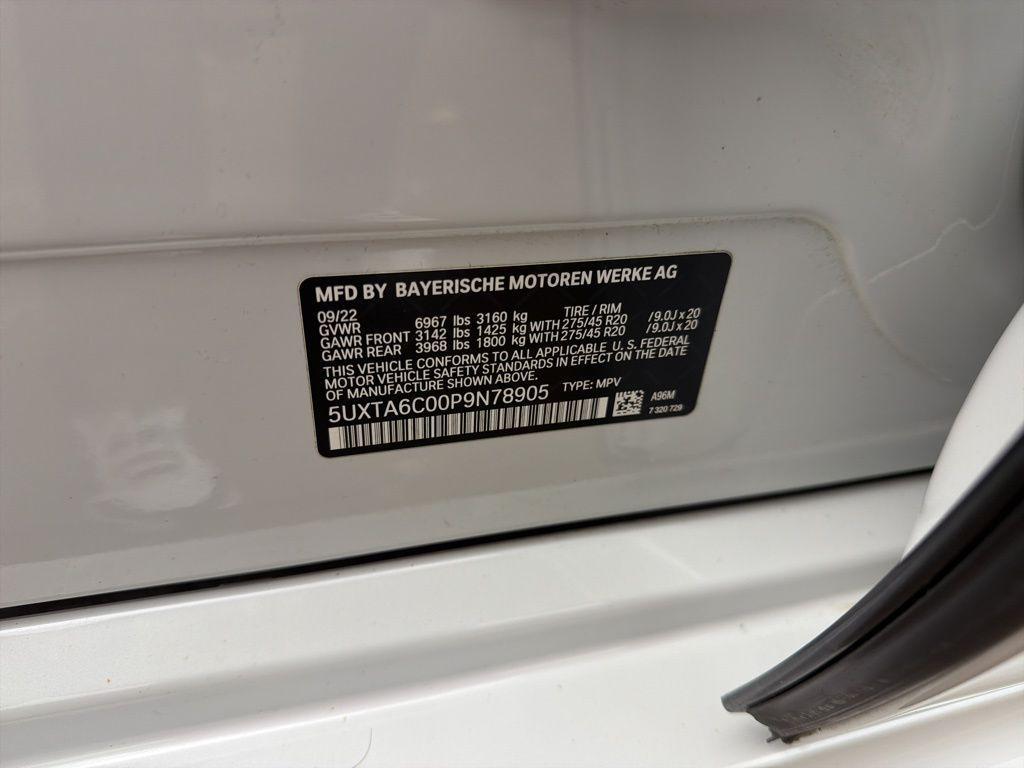 MFD BY BAYERISCHE MOTOREN WERKE AG
09/22 TIRE / RIM
GVWR 6967 lbs 3160 kg
GAWR FRONT 3142 lbs 1425 kg WITH 275/45 R20 / 9.0J x 20
GAWR REAR 3968 lbs 1800 kg WITH 275/45 R20 / 9.0J x 20
THIS VEHICLE CONFORMS TO ALL APPLICABLE U. S. FEDERAL
MOTOR VEHICLE SAFETY STANDARDS IN EFFECT ON THE DATE
OF MANUFACTURE SHOWN ABOVE.
5UXTA6C00P9N78905 TYPE: MPV
A96M
7 320 729